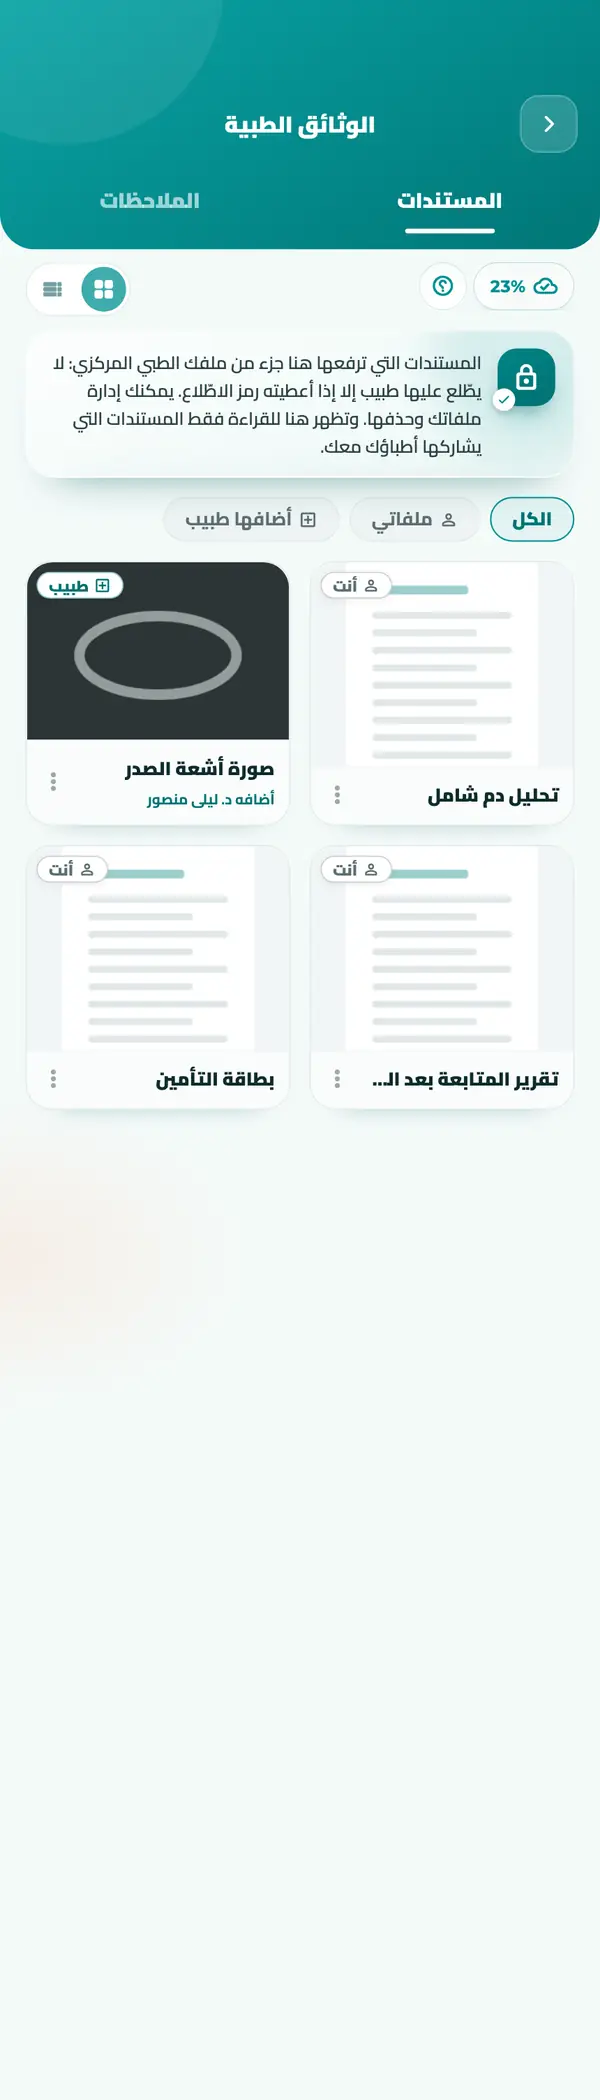 الوثائق الطبية
المستندات
الملاحظات
23%
المستندات التي ترفعها هنا جزء من ملفك الطبي المركزي: لا
يطّلع عليها طبيب إلا إذا أعطيته رمز الاطّلاع. يمكنك إدارة
ملفاتك وحذفها. وتظهر هنا للقراءة فقط المستندات التي
يشاركها أطباؤك معك.
الكل
ملفاتي
أضافها طبيب
أنت
تحليل دم شامل
طبيب
صورة أشعة الصدر
أضافه د. ليلى منصور
أنت
تقرير المتابعة بعد الـ...
أنت
بطاقة التأمين